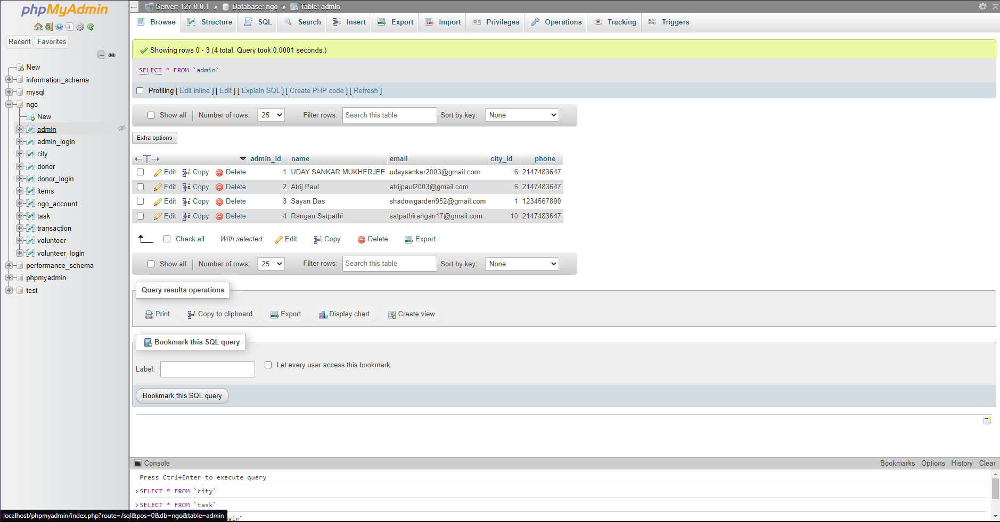 phpMyAdmin
Recent Favorites
New
information_schema
mysql
ngo
New
admin
admin_login
city
donor
donor_login
items
ngo_account
task
transaction
volunteer
volunteer_login
performance_schema
phpmyadmin
test
Server: 127.0.0.1 » Database: ngo » Table: admin
Browse Structure SQL Search Insert Export Import Privileges Operations Tracking Triggers
Showing rows 0 - 3 (4 total, Query took 0.0001 seconds.)
SELECT * FROM `admin`
Profiling [ Edit inline ] [ Edit ] [ Explain SQL ] [ Create PHP code ] [ Refresh ]
Show all Number of rows: 25 Filter rows: Search this table Sort by key: None
Extra options
admin_id name email city_id phone
Edit Copy Delete 1 UDAY SANKAR MUKHERJEE udaysankar2003@gmail.com 6 2147483647
Edit Copy Delete 2 Atrij Paul atrijpaul2003@gmail.com 6 2147483647
Edit Copy Delete 3 Sayan Das shadowgarden952@gmail.com 1 1234567890
Edit Copy Delete 4 Rangan Satpathi satpathirangan17@gmail.com 10 2147483647
Check all With selected: Edit Copy Delete Export
Show all Number of rows: 25 Filter rows: Search this table Sort by key: None
Query results operations
Print Copy to clipboard Export Display chart Create view
Bookmark this SQL query
Label: Let every user access this bookmark
Bookmark this SQL query
Console Bookmarks Options History Clear
Press Ctrl+Enter to execute query
>SELECT * FROM `city`
>SELECT * FROM `task`
gin`
localhost/phpmyadmin/index.php?route=/sql&pos=0&db=ngo&table=admin